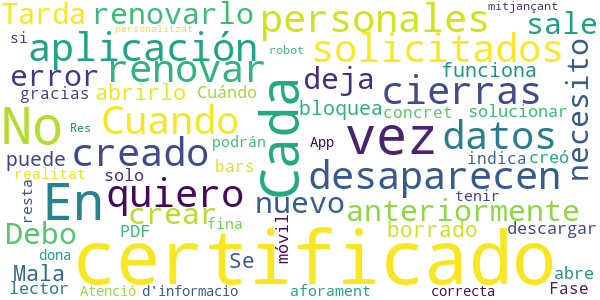 Tarda renovarlo personales mitjançant sale
si aplicación personalitzat solicitados
error renovar robot deja funciona necesito
gracias abrirlo Cuándo Cada bloquea cierras concret solucionar
No Cuando vez datos
Res podrán App
puede creado bars desaparecen indica creó
realitat solo quiero tenir
resta En crear nuevo anteriormente
Debo PDF fina móvil borrado descargar
Mala dona Se certificado abre
lector Atenció d'informacio aforament correcta Fase